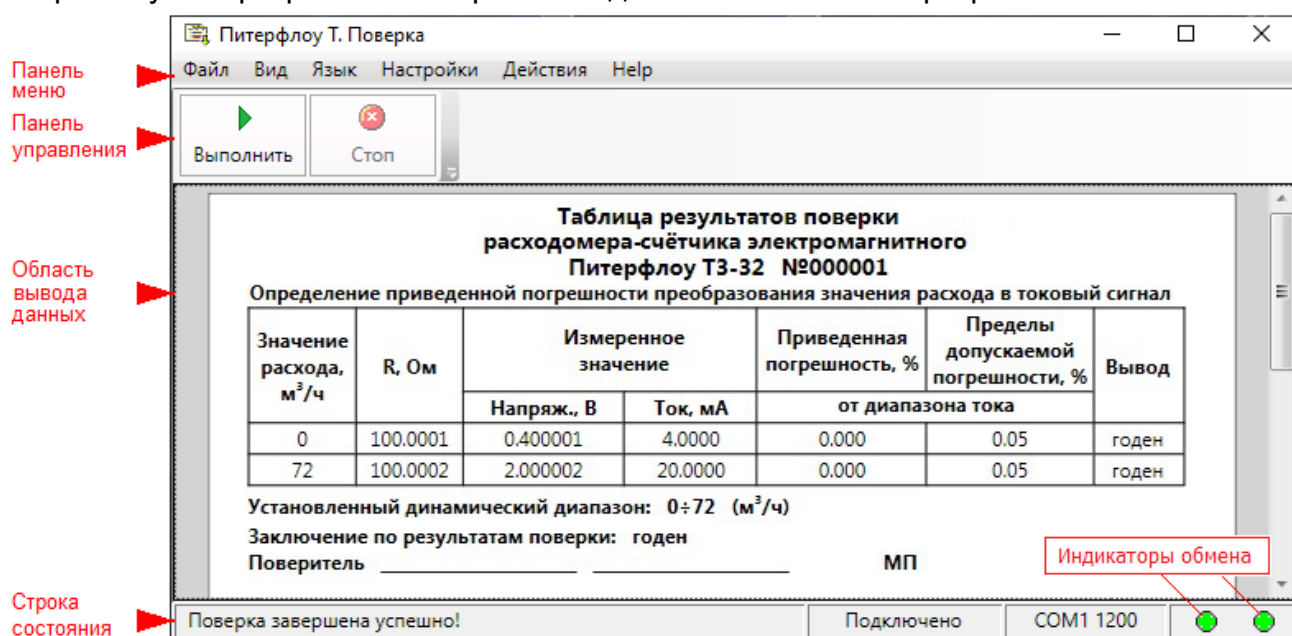 Питерфлоу Т. Поверка
Панель
меню
Файл Вид Язык Настройки Действия Help
Панель
управления
Выполнить Стоп
Таблица результатов поверки
расходомера-счётчика электромагнитного
Питерфлоу Т3-32 №000001
Область
вывода
данных
Определение приведенной погрешности преобразования значения расхода в токовый сигнал
Значение
расхода,
м³/ч
R, Ом
Измеренное
значение
Приведенная
погрешность, %
Пределы
допускаемой
погрешности, %
Вывод
Напряж., В Ток, мА от диапазона тока
0 100.0001 0.400001 4.0000 0.000 0.05 годен
72 100.0002 2.000002 20.0000 0.000 0.05 годен
Установленный динамический диапазон: 0÷72 (м³/ч)
Заключение по результатам поверки: годен
Поверитель МП
Индикаторы обмена
Строка
состояния
Поверка завершена успешно! Подключено COM1 1200